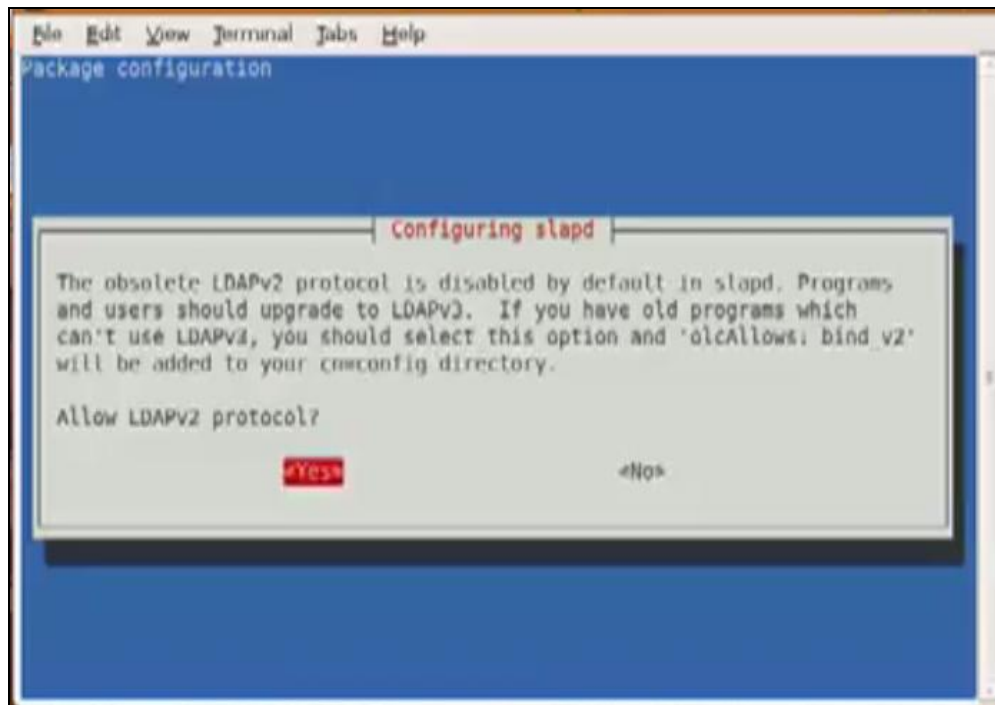 File Edit View Terminal Tabs Help
Package configuration
Configuring slapd
The obsolete LDAPv2 protocol is disabled by default in slapd. Programs
and users should upgrade to LDAPv3. If you have old programs which
can't use LDAPv3, you should select this option and 'olcAllows: bind_v2'
will be added to your cn=config directory.
Allow LDAPv2 protocol?
<Yes> <No>